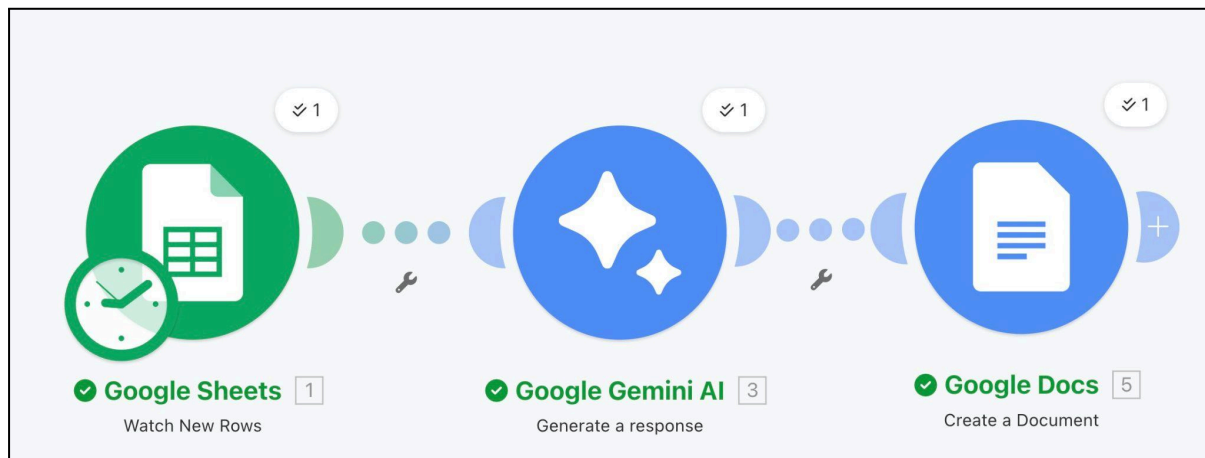 1
1
1
Google Sheets 1
Watch New Rows
Google Gemini AI 3
Generate a response
Google Docs 5
Create a Document